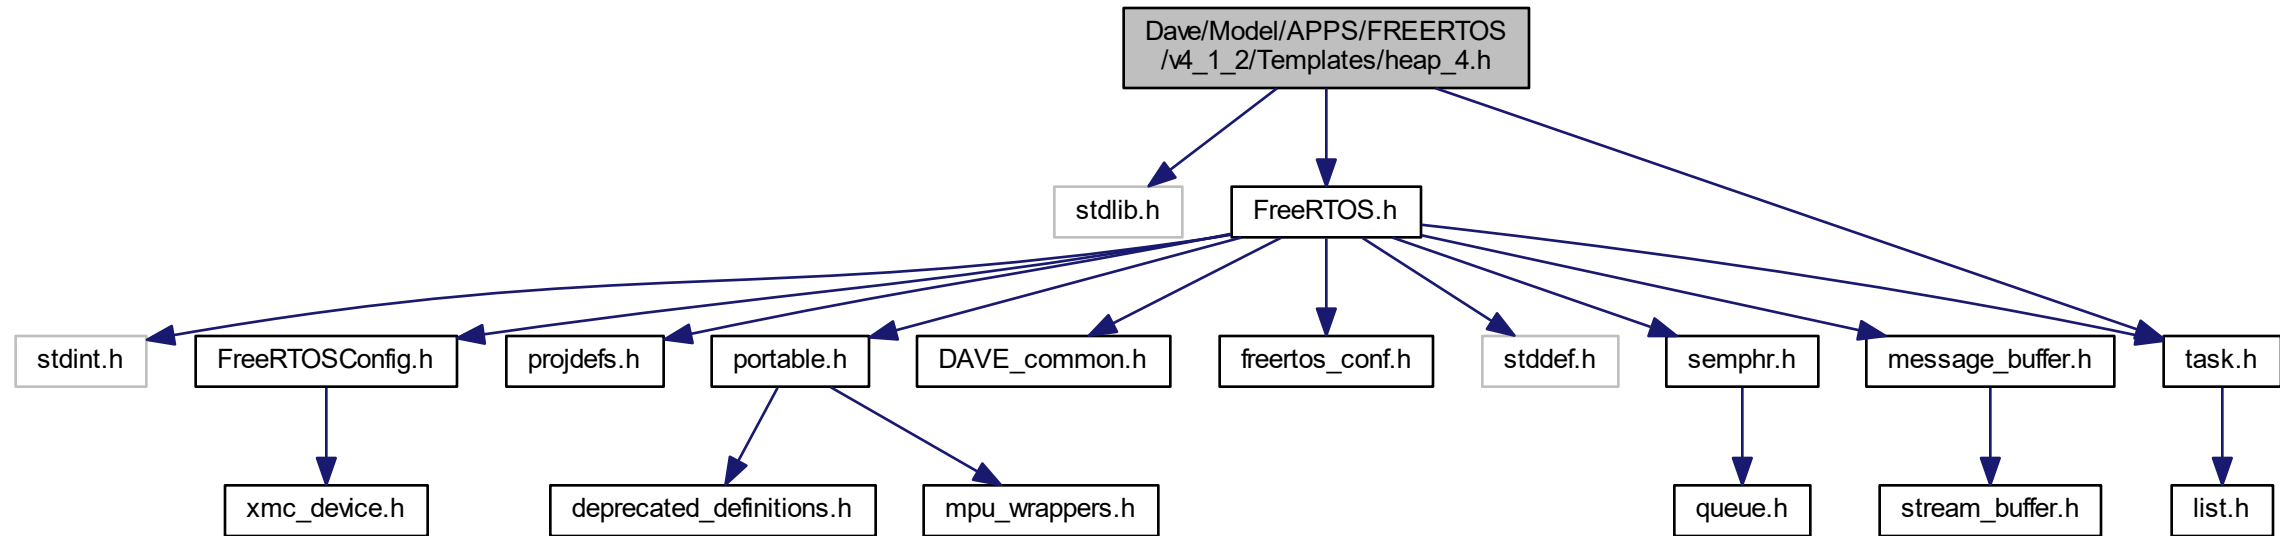 Dave/Model/APPS/FREERTOS
/v4_1_2/Templates/heap_4.h
stdlib.h
FreeRTOS.h
stdint.h
FreeRTOSConfig.h
projdefs.h
portable.h
DAVE_common.h
freertos_conf.h
stddef.h
semphr.h
message_buffer.h
task.h
xmc_device.h
deprecated_definitions.h
mpu_wrappers.h
queue.h
stream_buffer.h
list.h